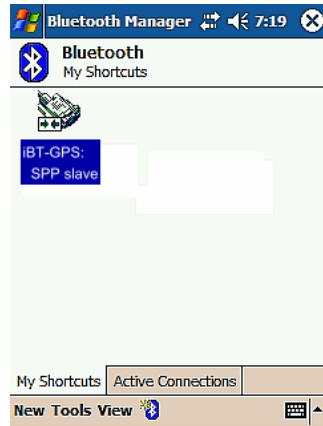 Bluetooth Manager 7:19
Bluetooth
My Shortcuts
iBT-GPS:
SPP slave
My Shortcuts Active Connections
New Tools View